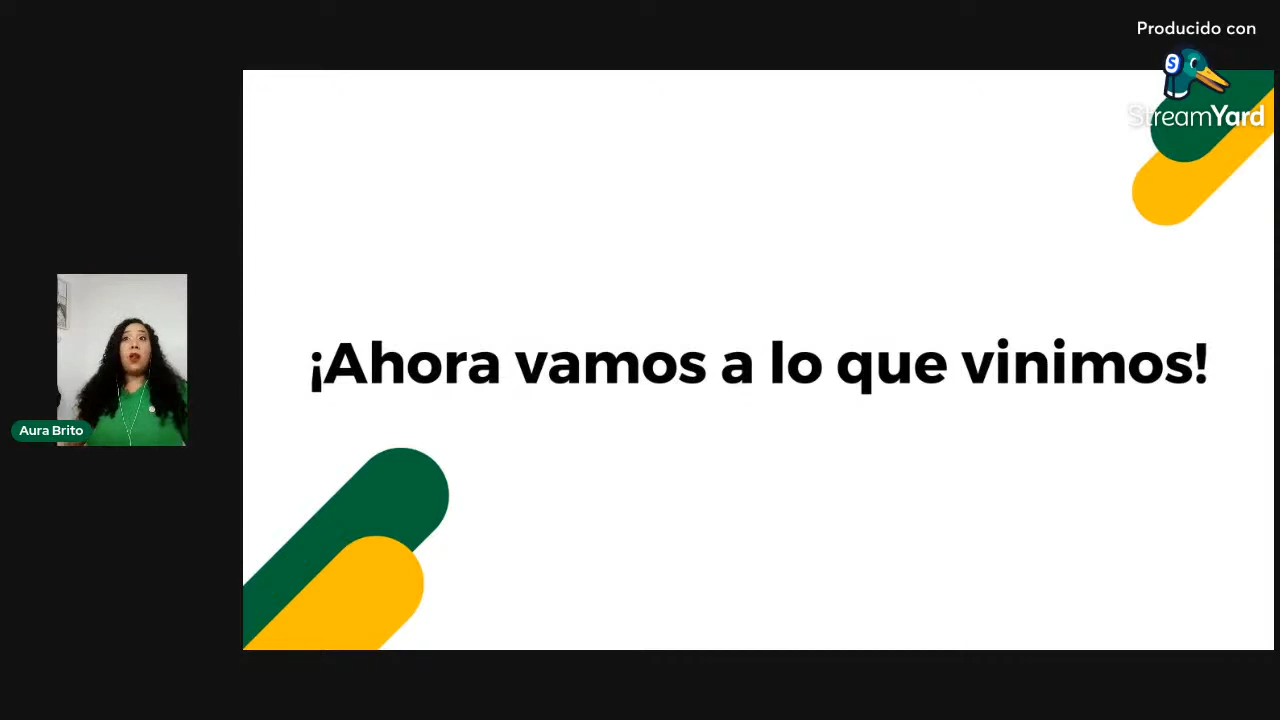 Producido con
StreamYard
¡Ahora vamos a lo que vinimos!
Aura Brito